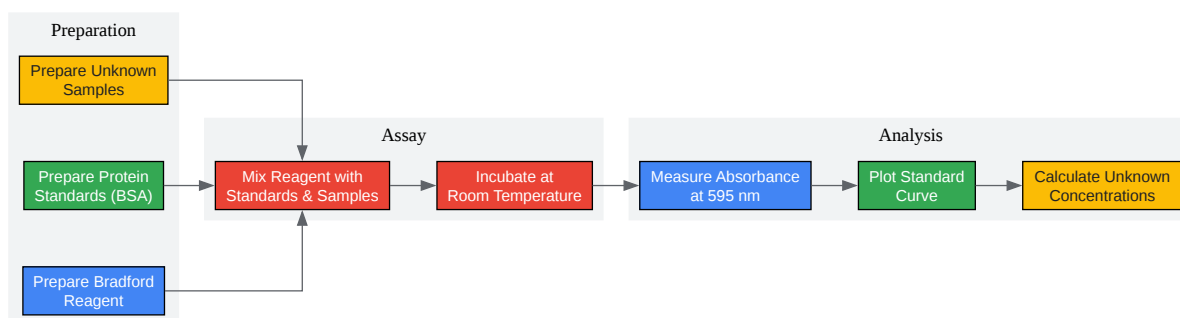 Preparation
Prepare Unknown
Samples
Prepare Protein
Standards (BSA)
Prepare Bradford
Reagent
Assay
Mix Reagent with
Standards & Samples
Incubate at
Room Temperature
Analysis
Measure Absorbance
at 595 nm
Plot Standard
Curve
Calculate Unknown
Concentrations